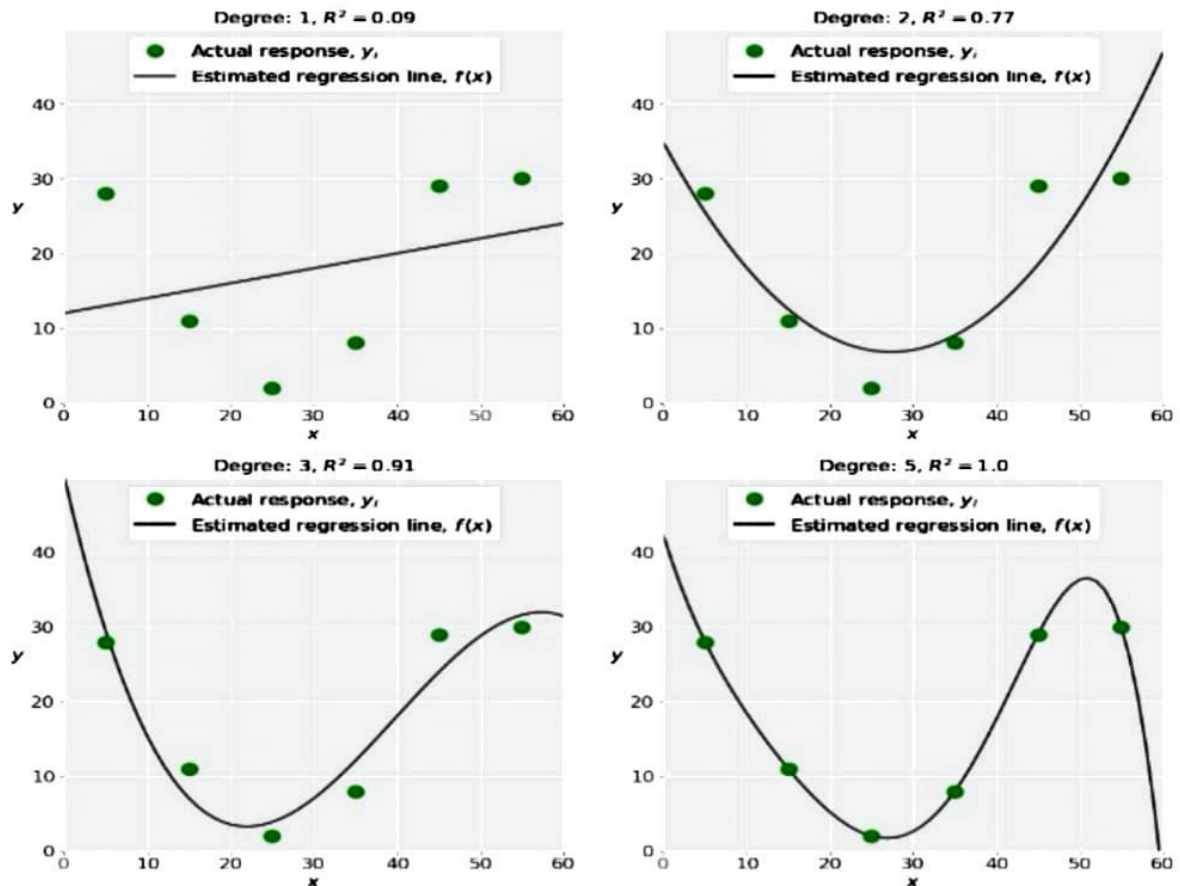 Degree: 1, R² = 0.09
Actual response, yᵢ
Estimated regression line, f(x)
40
30
y
20
10
0
0 10 20 30 40 50 60
x
Degree: 2, R² = 0.77
Actual response, yᵢ
Estimated regression line, f(x)
40
30
y
20
10
0
0 10 20 30 40 50 60
x
Degree: 3, R² = 0.91
Actual response, yᵢ
Estimated regression line, f(x)
40
30
y
20
10
0
0 10 20 30 40 50 60
x
Degree: 5, R² = 1.0
Actual response, yᵢ
Estimated regression line, f(x)
40
30
y
20
10
0
0 10 20 30 40 50 60
x